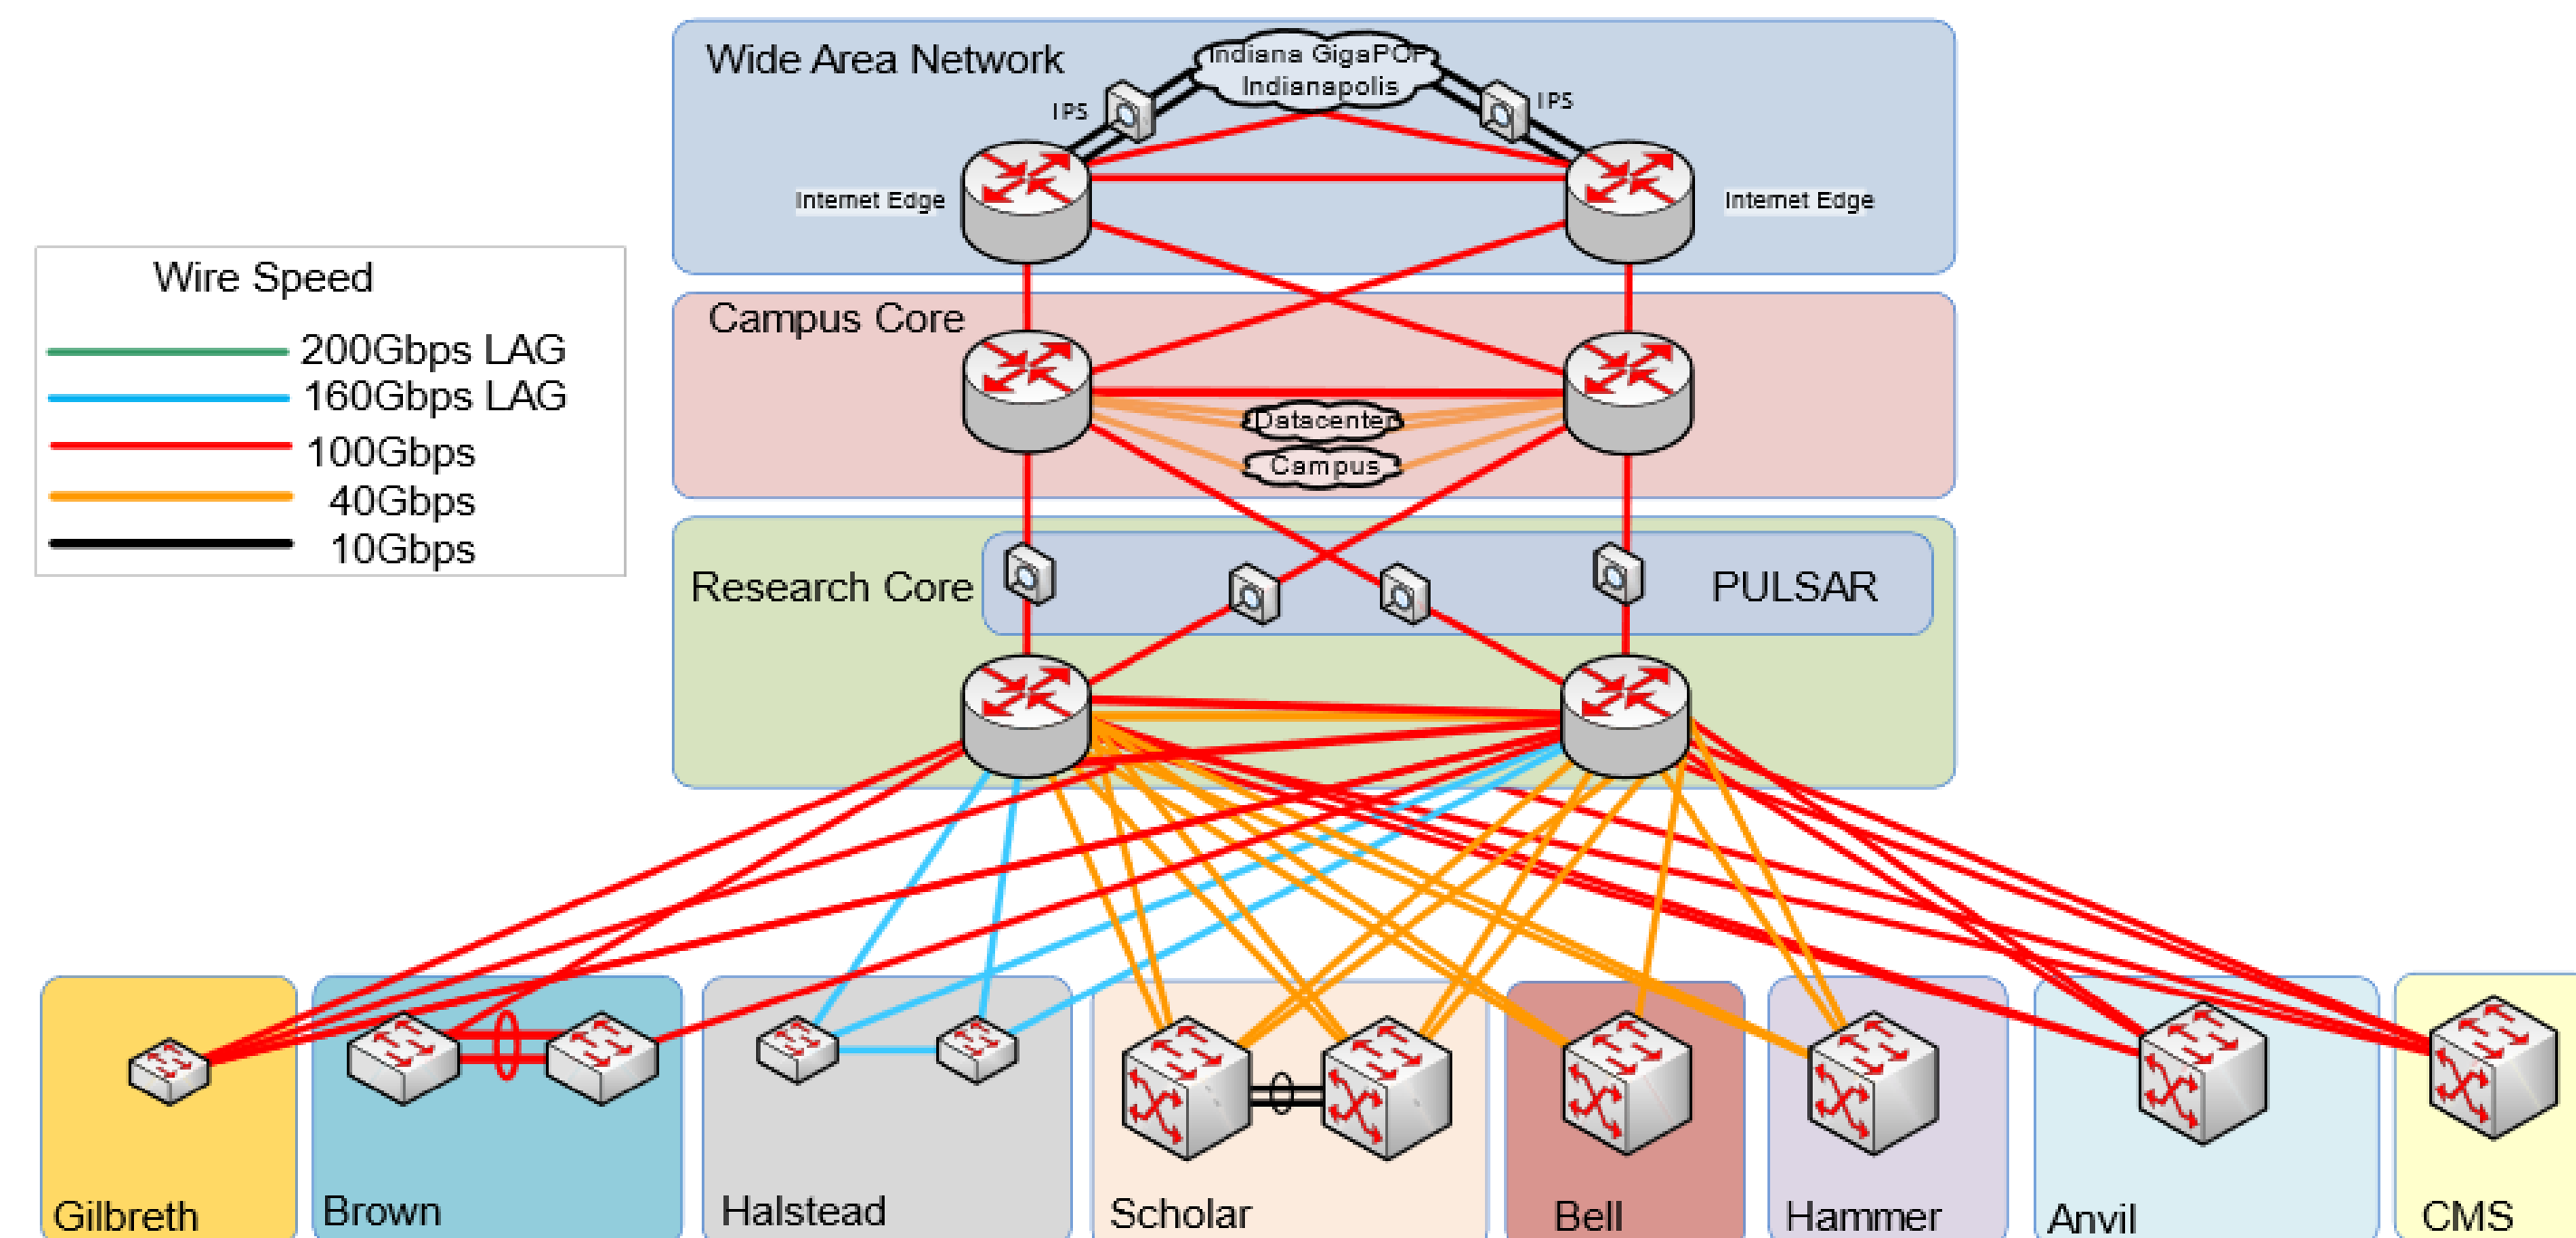 Wide Area Network
Indiana GigaPOP
Indianapolis
IPS
IPS
Internet Edge
Internet Edge
Wire Speed
200Gbps LAG
160Gbps LAG
100Gbps
40Gbps
10Gbps
Campus Core
Datacenter
Campus
Research Core
PULSAR
Gilbreth
Brown
Halstead
Scholar
Bell
Hammer
Anvil
CMS